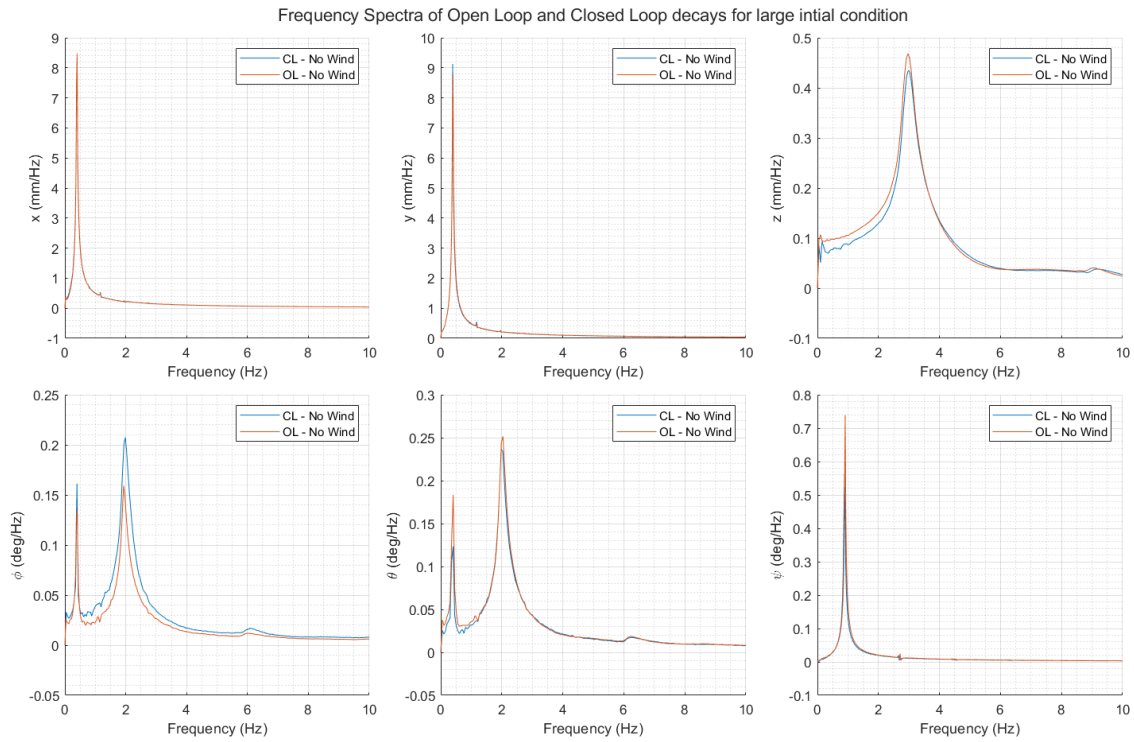 Frequency Spectra of Open Loop and Closed Loop decays for large intial condition
9
8
7
6
5
4
3
2
1
0
-1
x (mm/Hz)
CL - No Wind
OL - No Wind
0 2 4 6 8 10
Frequency (Hz)
10
9
8
7
6
5
4
3
2
1
0
y (mm/Hz)
CL - No Wind
OL - No Wind
0 2 4 6 8 10
Frequency (Hz)
0.5
0.4
0.3
0.2
0.1
0
-0.1
z (mm/Hz)
CL - No Wind
OL - No Wind
0 2 4 6 8 10
Frequency (Hz)
0.25
0.2
0.15
0.1
0.05
0
-0.05
ϕ (deg/Hz)
CL - No Wind
OL - No Wind
0 2 4 6 8 10
Frequency (Hz)
0.3
0.25
0.2
0.15
0.1
0.05
0
-0.05
θ (deg/Hz)
CL - No Wind
OL - No Wind
0 2 4 6 8 10
Frequency (Hz)
0.8
0.7
0.6
0.5
0.4
0.3
0.2
0.1
0
-0.1
ψ (deg/Hz)
CL - No Wind
OL - No Wind
0 2 4 6 8 10
Frequency (Hz)